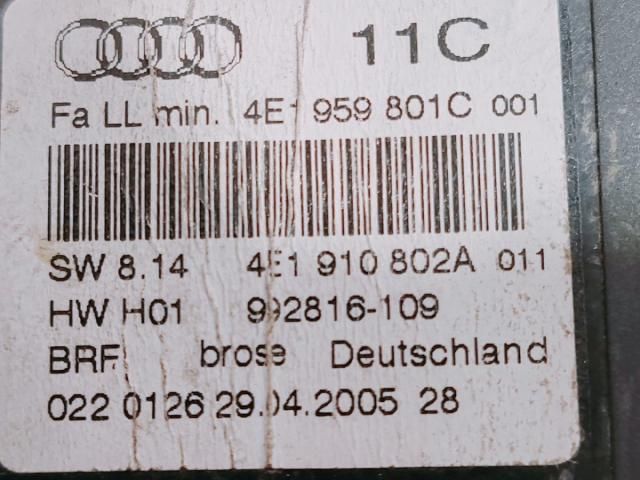 11C
Fa LL min. 4E1 959 801C 001
SW 8.14 4E1 910 802A 011
HW H01 992816-109
BRF brose Deutschland
022 0126 29.04.2005 28